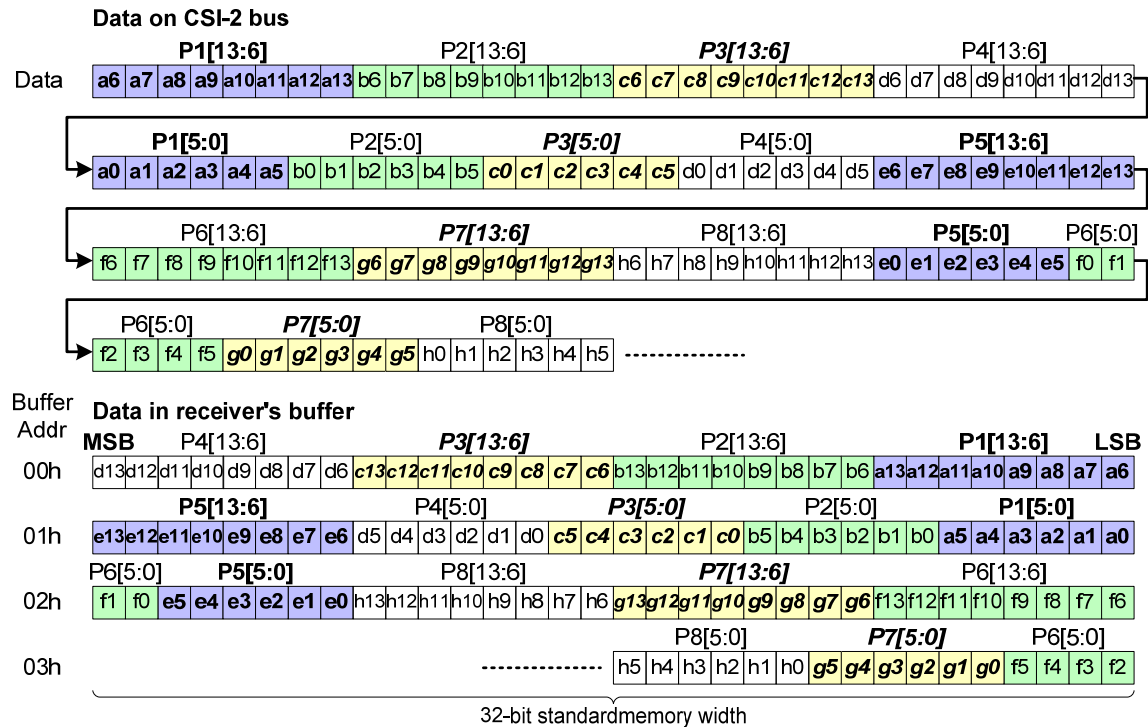 Data on CSI-2 bus
P1[13:6] P2[13:6] P3[13:6] P4[13:6]
Data a6 a7 a8 a9 a10 a11 a12 a13 b6 b7 b8 b9 b10 b11 b12 b13 c6 c7 c8 c9 c10 c11 c12 c13 d6 d7 d8 d9 d10 d11 d12 d13
P1[5:0] P2[5:0] P3[5:0] P4[5:0] P5[13:6]
a0 a1 a2 a3 a4 a5 b0 b1 b2 b3 b4 b5 c0 c1 c2 c3 c4 c5 d0 d1 d2 d3 d4 d5 e6 e7 e8 e9 e10 e11 e12 e13
P6[13:6] P7[13:6] P8[13:6] P5[5:0] P6[5:0]
f6 f7 f8 f9 f10 f11 f12 f13 g6 g7 g8 g9 g10 g11 g12 g13 h6 h7 h8 h9 h10 h11 h12 h13 e0 e1 e2 e3 e4 e5 f0 f1
P6[5:0] P7[5:0] P8[5:0]
f2 f3 f4 f5 g0 g1 g2 g3 g4 g5 h0 h1 h2 h3 h4 h5
Buffer Addr
Data in receiver's buffer
MSB P4[13:6] P3[13:6] P2[13:6] P1[13:6] LSB
00h d13 d12 d11 d10 d9 d8 d7 d6 c13 c12 c11 c10 c9 c8 c7 c6 b13 b12 b11 b10 b9 b8 b7 b6 a13 a12 a11 a10 a9 a8 a7 a6
P5[13:6] P4[5:0] P3[5:0] P2[5:0] P1[5:0]
01h e13 e12 e11 e10 e9 e8 e7 e6 d5 d4 d3 d2 d1 d0 c5 c4 c3 c2 c1 c0 b5 b4 b3 b2 b1 b0 a5 a4 a3 a2 a1 a0
P6[5:0] P5[5:0] P8[13:6] P7[13:6] P6[13:6]
02h f1 f0 e5 e4 e3 e2 e1 e0 h13 h12 h11 h10 h9 h8 h7 h6 g13 g12 g11 g10 g9 g8 g7 g6 f13 f12 f11 f10 f9 f8 f7 f6
P8[5:0] P7[5:0] P6[5:0]
03h h5 h4 h3 h2 h1 h0 g5 g4 g3 g2 g1 g0 f5 f4 f3 f2
32-bit standardmemory width